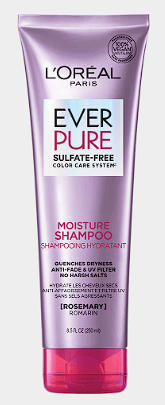 L'ORÉAL
PARIS
100%
VEGAN
EVER
PURE
SULFATE-FREE
COLOR CARE SYSTEM*
MOISTURE
SHAMPOO
SHAMPOOING HYDRATANT
QUENCHES DRYNESS
ANTI-FADE & UV FILTER
NO HARSH SALTS
HYDRATE LES CHEVEUX SECS
ANTI AFFADISSEMENT ET FILTRE UV
SANS SELS AGRESSANTS
[ROSEMARY]
ROMARIN
8.5 FL OZ (250 ml)